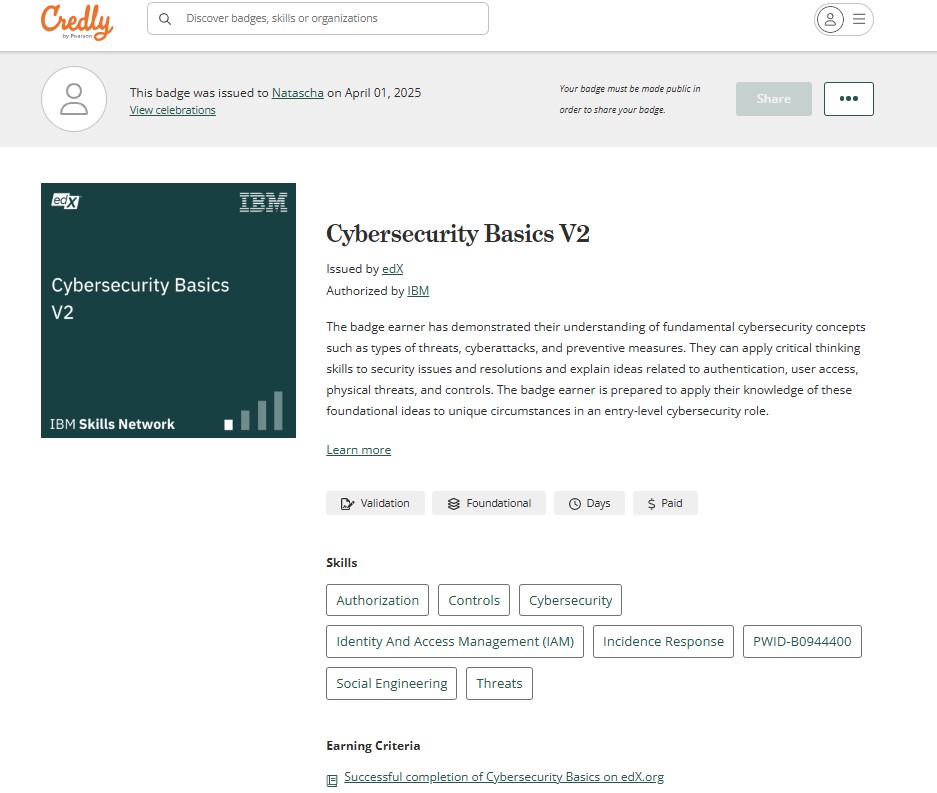 Credly
by Pearson
Discover badges, skills or organizations
This badge was issued to Natascha on April 01, 2025
View celebrations
Your badge must be made public in
order to share your badge.
Share
•••
edX
IBM
Cybersecurity Basics
V2
IBM Skills Network
Cybersecurity Basics V2
Issued by edX
Authorized by IBM
The badge earner has demonstrated their understanding of fundamental cybersecurity concepts
such as types of threats, cyberattacks, and preventive measures. They can apply critical thinking
skills to security issues and resolutions and explain ideas related to authentication, user access,
physical threats, and controls. The badge earner is prepared to apply their knowledge of these
foundational ideas to unique circumstances in an entry-level cybersecurity role.
Learn more
Validation
Foundational
Days
$ Paid
Skills
Authorization
Controls
Cybersecurity
Identity And Access Management (IAM)
Incidence Response
PWID-B0944400
Social Engineering
Threats
Earning Criteria
Successful completion of Cybersecurity Basics on edX.org